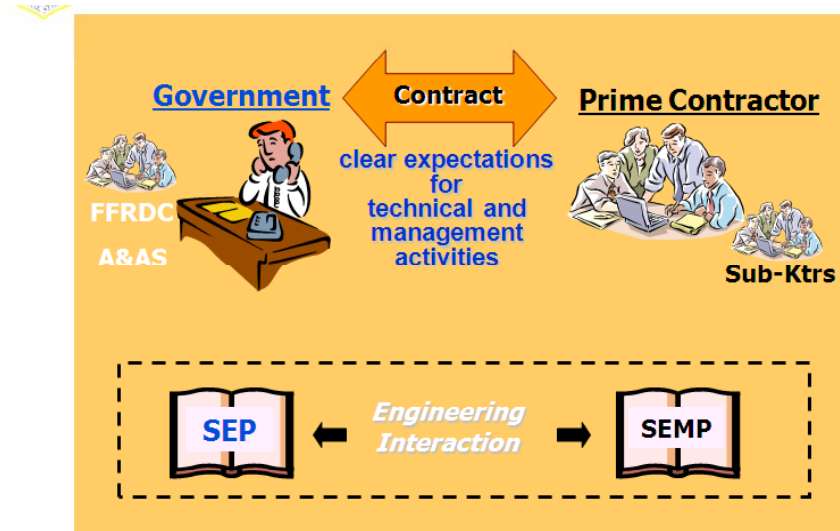 Government
Contract
Prime Contractor
clear expectations
for
technical and
management
activities
FFRDC
A&AS
Sub-Ktrs
SEP
Engineering
Interaction
SEMP